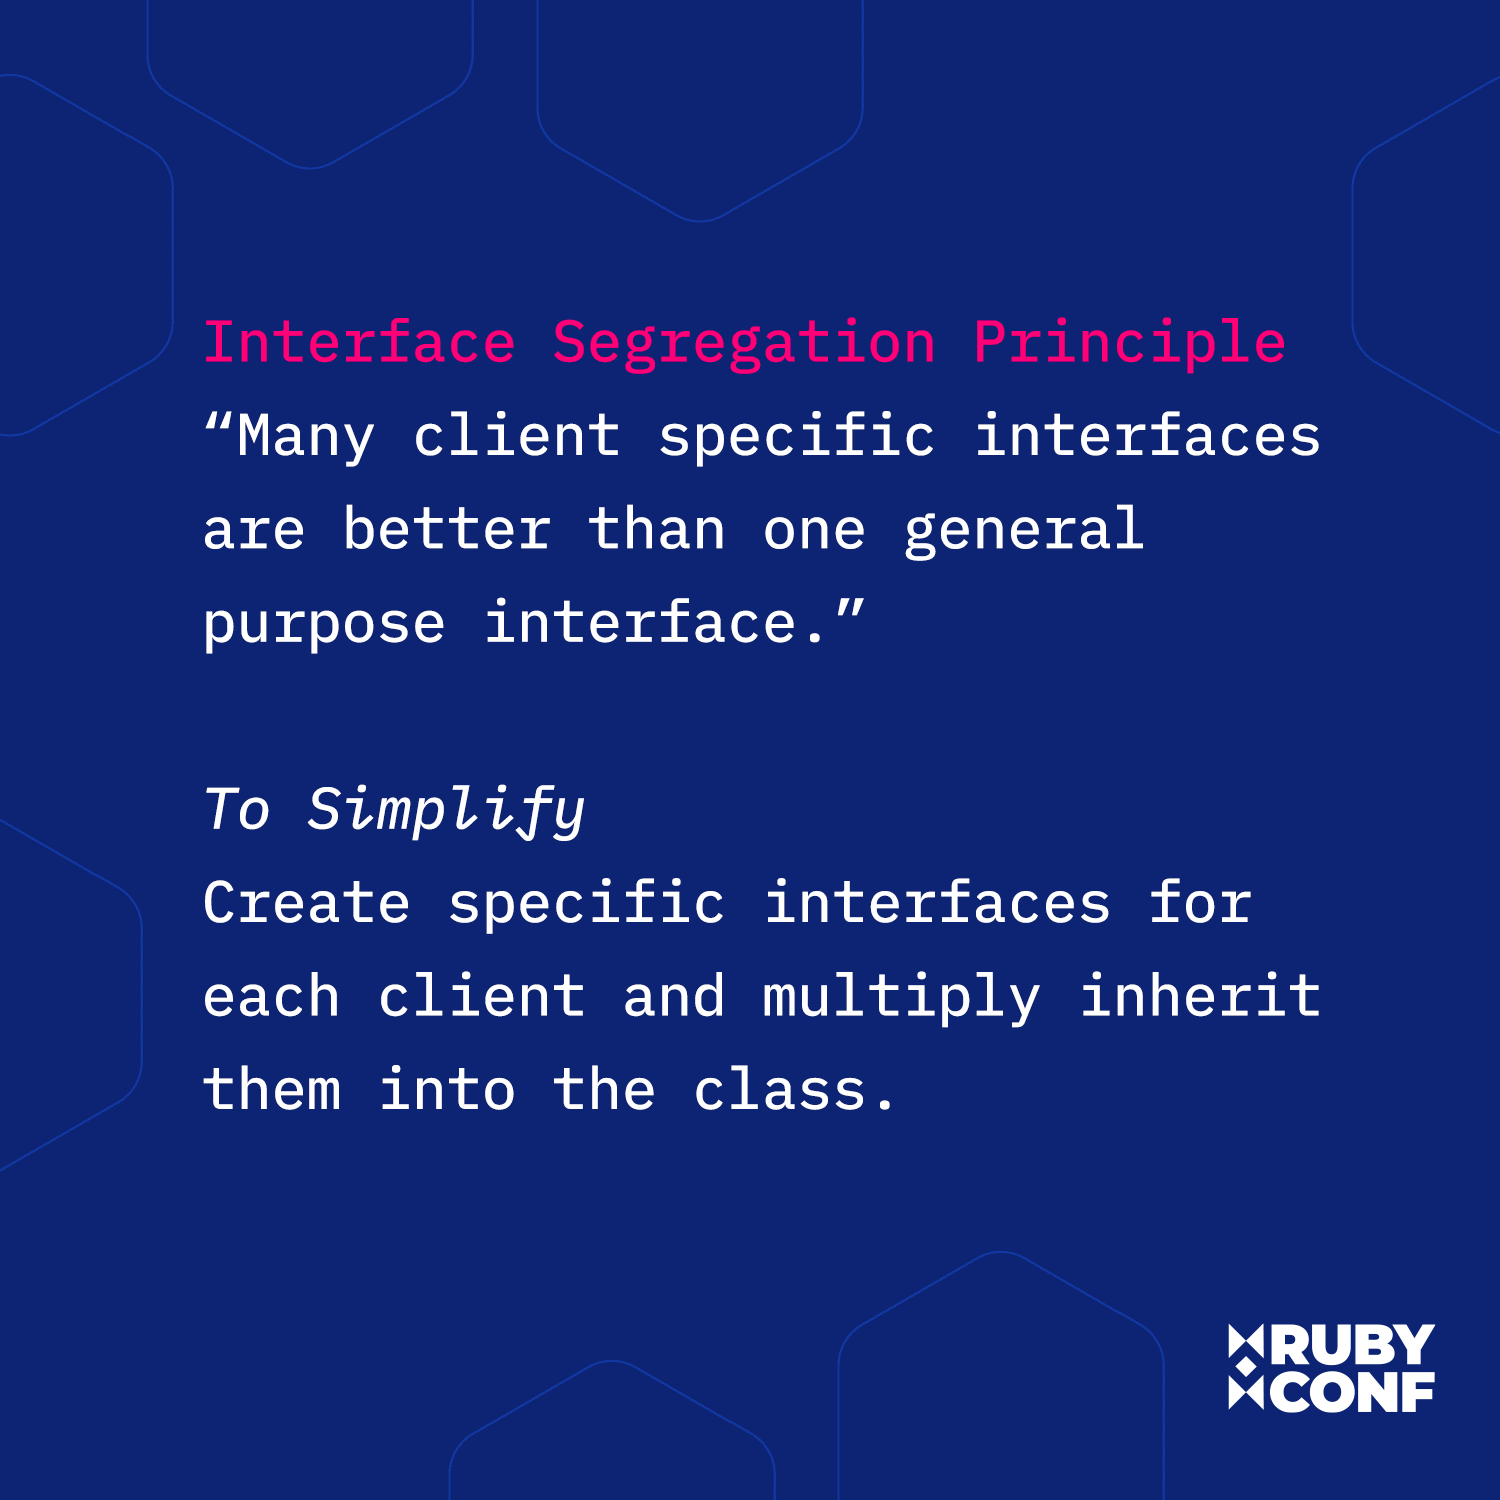 Interface Segregation Principle
“Many client specific interfaces
are better than one general
purpose interface.”
To Simplify
Create specific interfaces for
each client and multiply inherit
them into the class.
RUBY
CONF